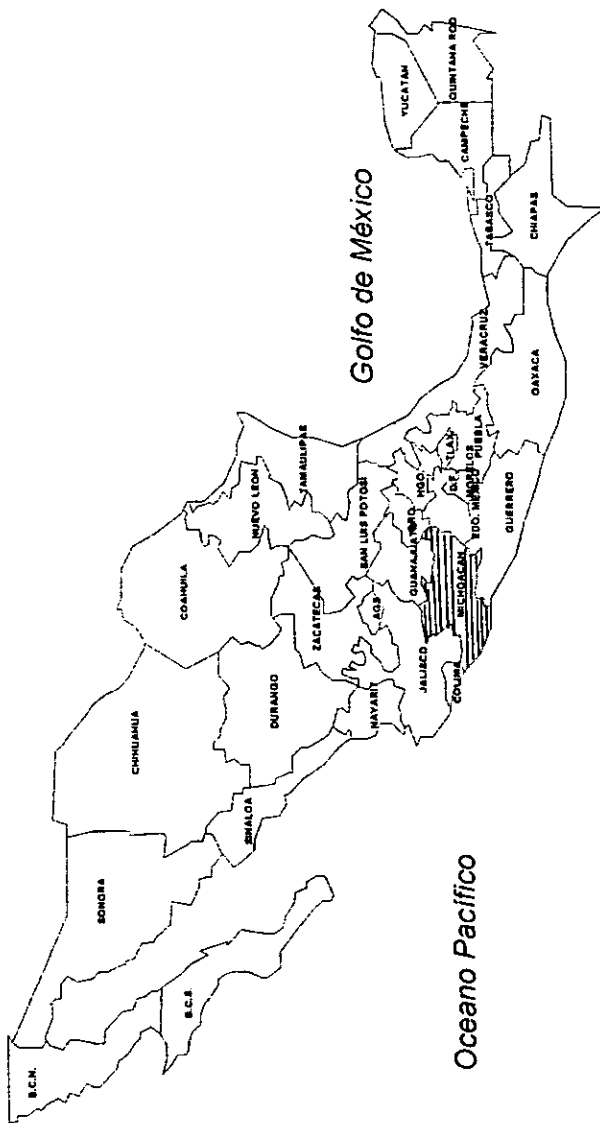 B.C.N.
SONORA
CHIHUAHUA
COAHUILA
B.C.S.
SINALOA
DURANGO
NUEVO LEON
TAMAULIPAS
ZACATECAS
SAN LUIS POTOSI
NAYARIT
AGS.
Golfo de México
YUCATAN
QUINTANA ROO
CAMPECHE
JALISCO
GUANAJUATO
QRO.
HGO.
TLAX.
COLIMA
MICHOACAN
EDO. MEXICO
D.F.
PUEBLA
VERACRUZ
TABASCO
GUERRERO
OAXACA
CHIAPAS
Oceano Pacífico